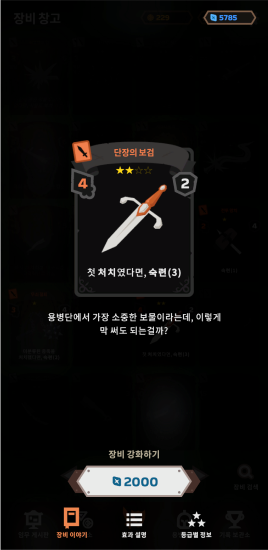 장비 창고
5785
단장의 보검
4
2
첫 처치였다면, 숙련(3)
용병단에서 가장 소중한 보물이라는데, 이렇게
막 써도 되는걸까?
장비 강화하기
2000
장비 이야기
효과 설명
등급별 정보